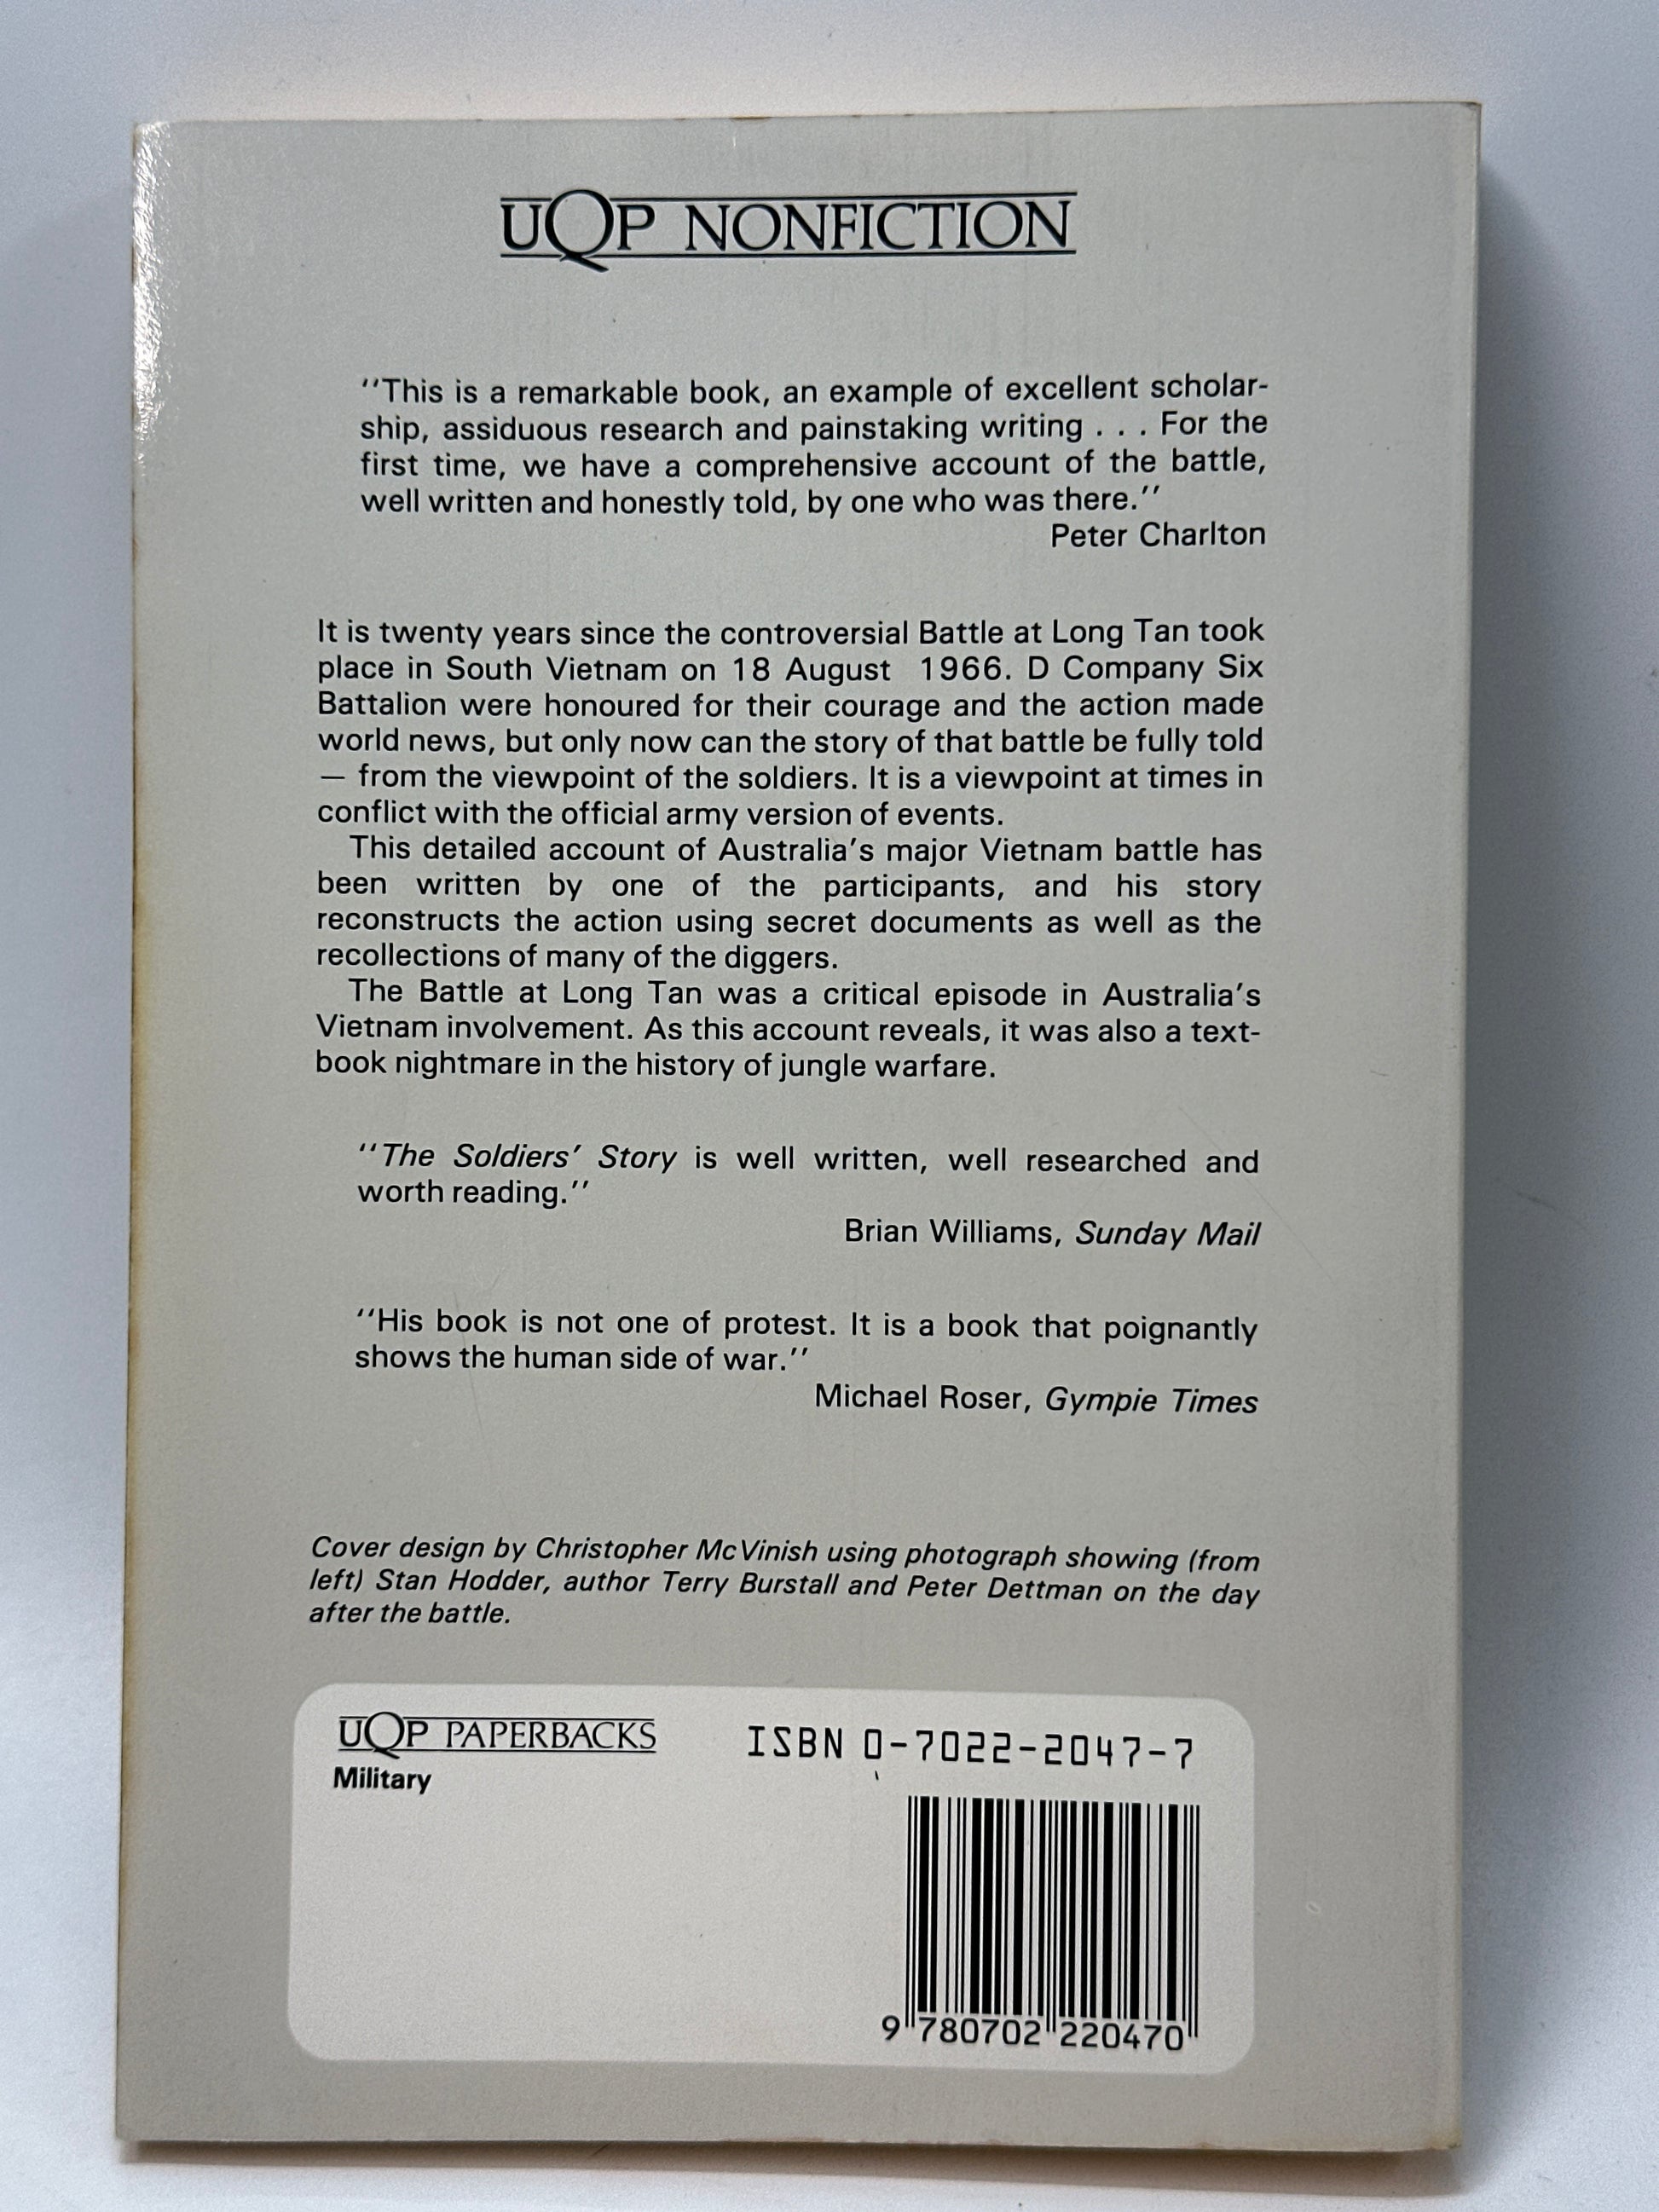 UQP NONFICTION
''This is a remarkable book, an example of excellent scholar-
ship, assiduous research and painstaking writing . . . For the
first time, we have a comprehensive account of the battle,
well written and honestly told, by one who was there.''
Peter Charlton
It is twenty years since the controversial Battle at Long Tan took
place in South Vietnam on 18 August 1966. D Company Six
Battalion were honoured for their courage and the action made
world news, but only now can the story of that battle be fully told
— from the viewpoint of the soldiers. It is a viewpoint at times in
conflict with the official army version of events.
This detailed account of Australia's major Vietnam battle has
been written by one of the participants, and his story
reconstructs the action using secret documents as well as the
recollections of many of the diggers.
The Battle at Long Tan was a critical episode in Australia's
Vietnam involvement. As this account reveals, it was also a text-
book nightmare in the history of jungle warfare.
''The Soldiers' Story is well written, well researched and
worth reading.''
Brian Williams, Sunday Mail
''His book is not one of protest. It is a book that poignantly
shows the human side of war.''
Michael Roser, Gympie Times
Cover design by Christopher McVinish using photograph showing (from
left) Stan Hodder, author Terry Burstall and Peter Dettman on the day
after the battle.
UQP PAPERBACKS
Military
ISBN 0-7022-2047-7
9 780702 220470